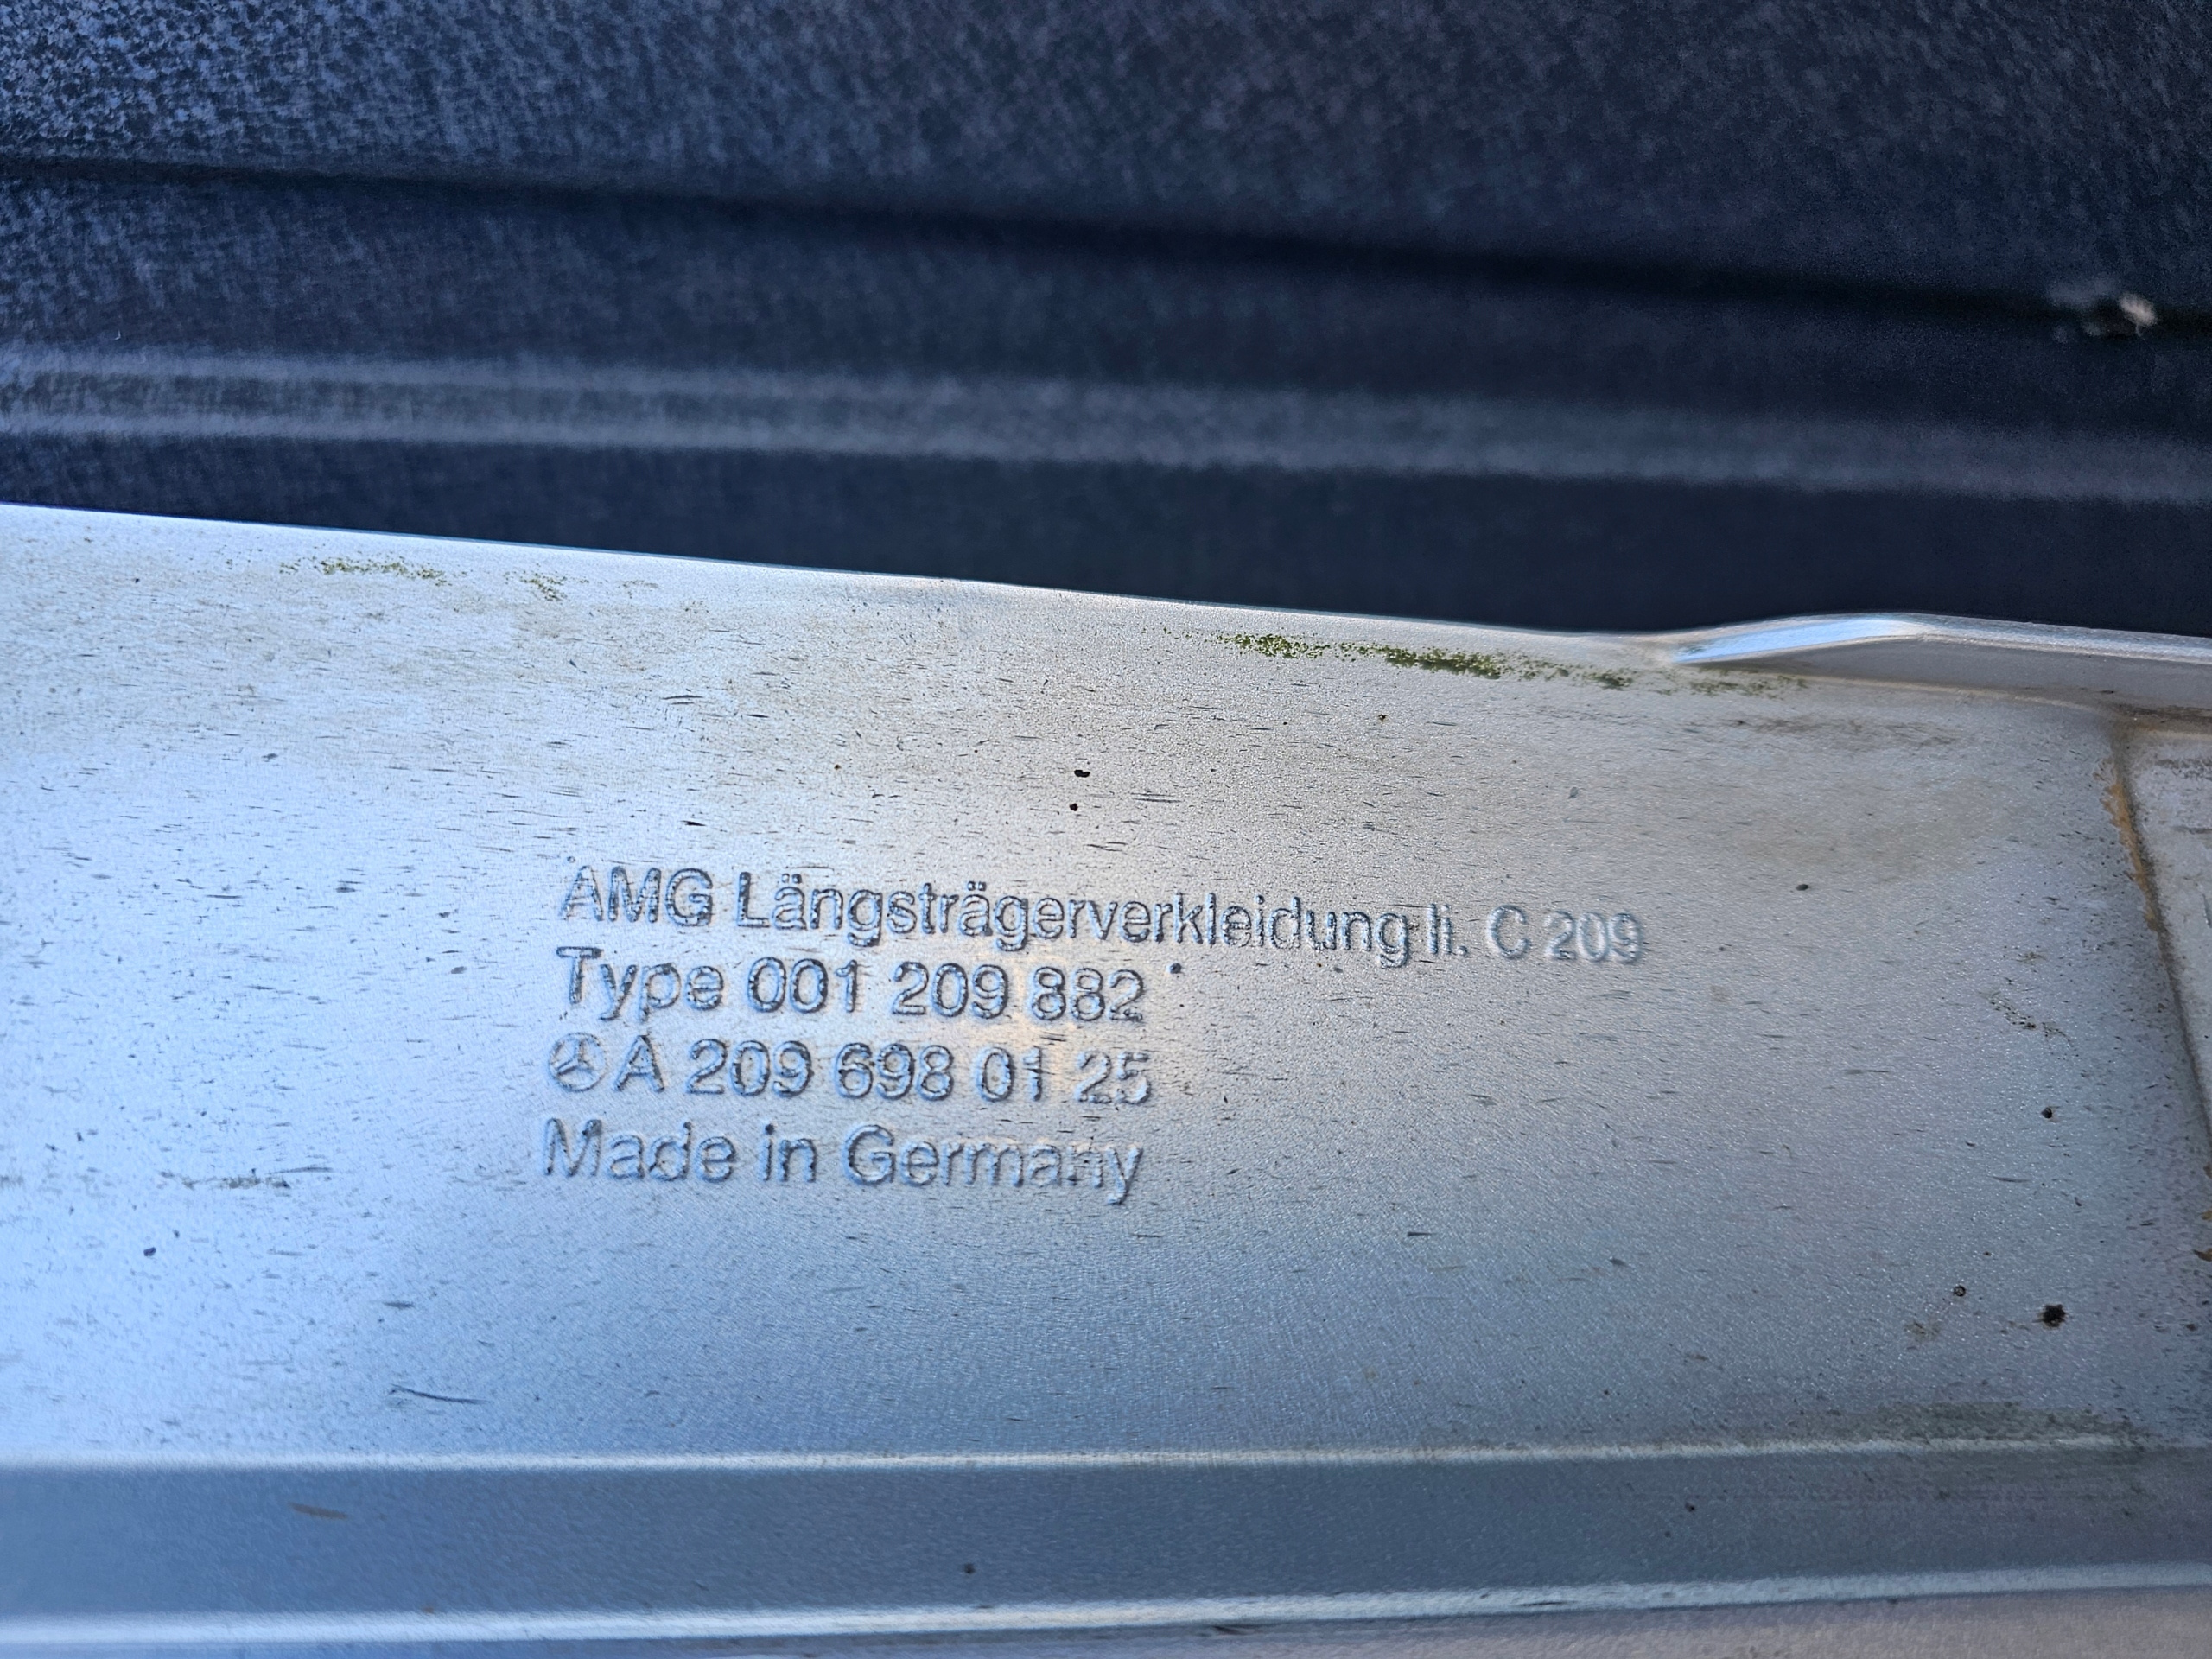 AMG Längsträgerverkleidung li. C 209
Type 001 209 882
A 209 698 01 25
Made in Germany